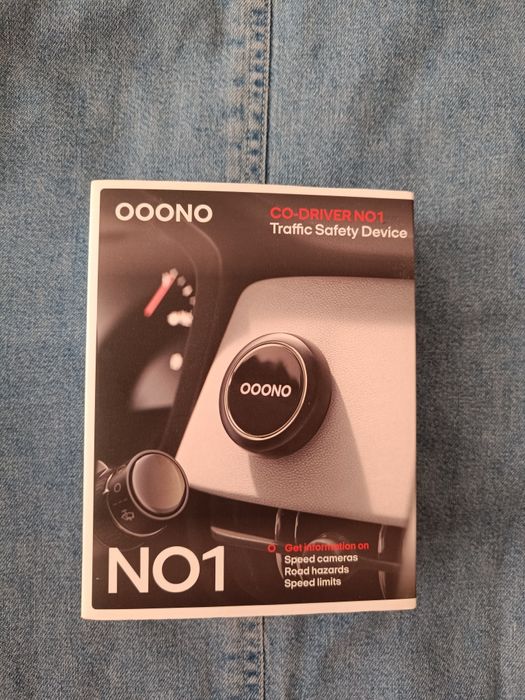 OOONO
CO-DRIVER NO1
Traffic Safety Device
OOONO
NO1
Get information on
Speed cameras
Road hazards
Speed limits